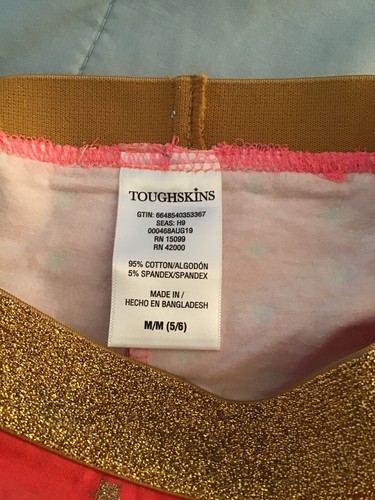 TOUGHSKINS
GTIN: 6648540353367
SEAS: H9
000468AUG19
RN 15099
RN 42000
95% COTTON/ALGODÓN
5% SPANDEX/SPANDEX
MADE IN /
HECHO EN BANGLADESH
M/M (5/6)